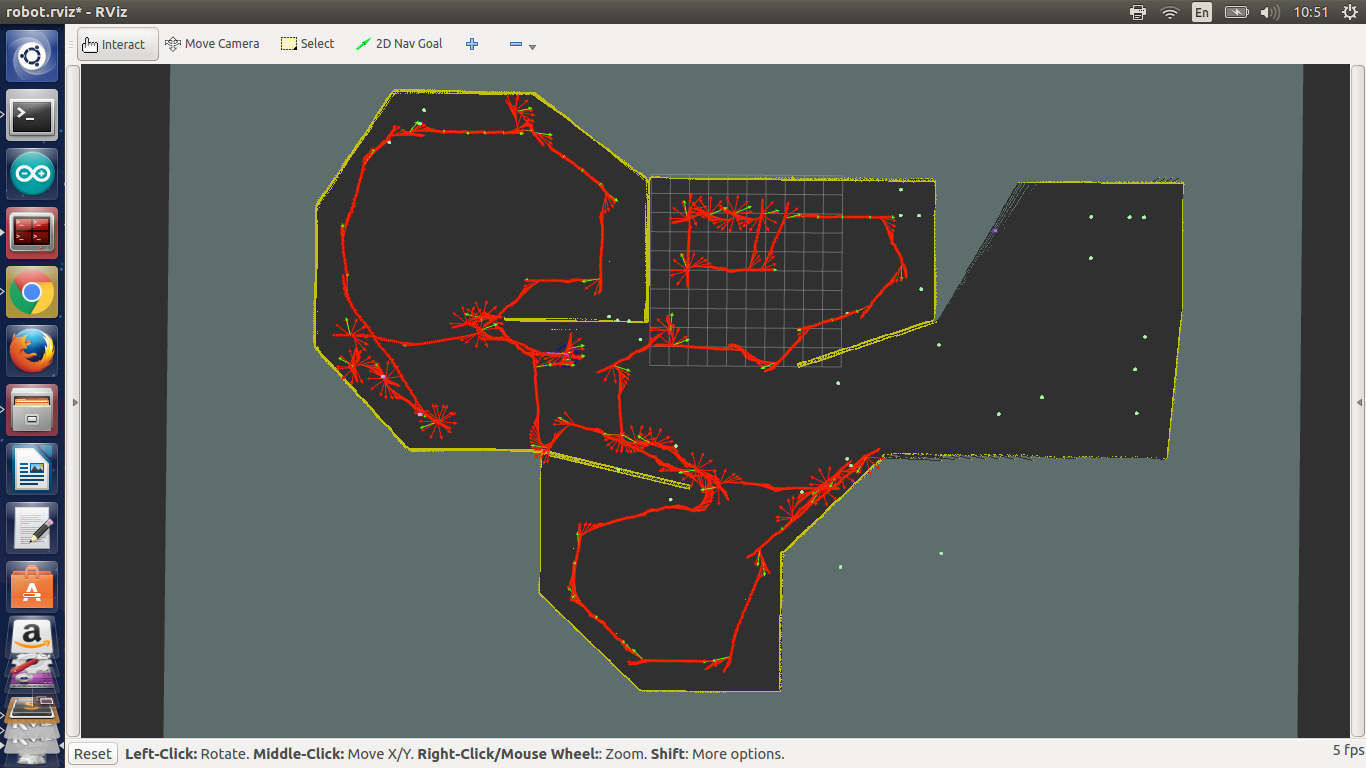 robot.rviz* - RViz
En
10:51
Interact
Move Camera
Select
2D Nav Goal
Reset
Left-Click: Rotate. Middle-Click: Move X/Y. Right-Click/Mouse Wheel:: Zoom. Shift: More options.
5 fps